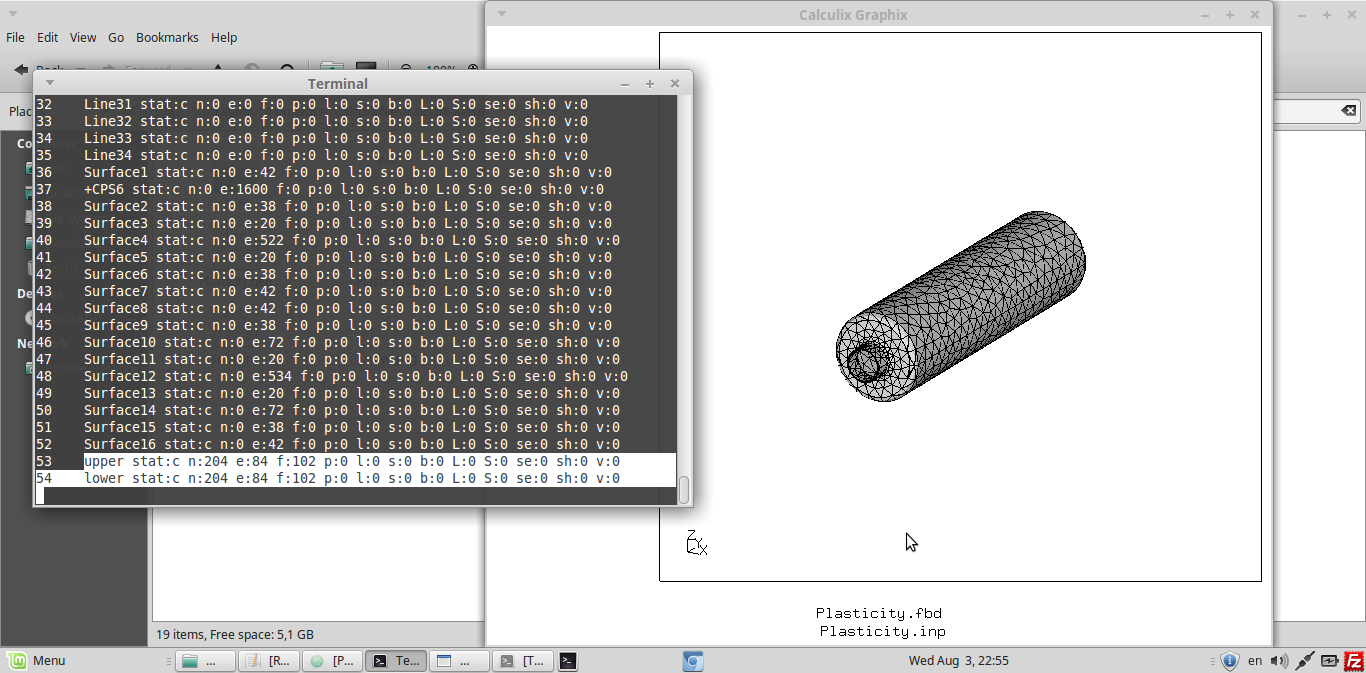 Calculix Graphix
File Edit View Go Bookmarks Help
Terminal
32 Line31 stat:c n:0 e:0 f:0 p:0 l:0 s:0 b:0 L:0 S:0 se:0 sh:0 v:0
33 Line32 stat:c n:0 e:0 f:0 p:0 l:0 s:0 b:0 L:0 S:0 se:0 sh:0 v:0
34 Line33 stat:c n:0 e:0 f:0 p:0 l:0 s:0 b:0 L:0 S:0 se:0 sh:0 v:0
35 Line34 stat:c n:0 e:0 f:0 p:0 l:0 s:0 b:0 L:0 S:0 se:0 sh:0 v:0
36 Surface1 stat:c n:0 e:42 f:0 p:0 l:0 s:0 b:0 L:0 S:0 se:0 sh:0 v:0
37 +CPS6 stat:c n:0 e:1600 f:0 p:0 l:0 s:0 b:0 L:0 S:0 se:0 sh:0 v:0
38 Surface2 stat:c n:0 e:38 f:0 p:0 l:0 s:0 b:0 L:0 S:0 se:0 sh:0 v:0
39 Surface3 stat:c n:0 e:20 f:0 p:0 l:0 s:0 b:0 L:0 S:0 se:0 sh:0 v:0
40 Surface4 stat:c n:0 e:522 f:0 p:0 l:0 s:0 b:0 L:0 S:0 se:0 sh:0 v:0
41 Surface5 stat:c n:0 e:20 f:0 p:0 l:0 s:0 b:0 L:0 S:0 se:0 sh:0 v:0
42 Surface6 stat:c n:0 e:38 f:0 p:0 l:0 s:0 b:0 L:0 S:0 se:0 sh:0 v:0
43 Surface7 stat:c n:0 e:42 f:0 p:0 l:0 s:0 b:0 L:0 S:0 se:0 sh:0 v:0
44 Surface8 stat:c n:0 e:42 f:0 p:0 l:0 s:0 b:0 L:0 S:0 se:0 sh:0 v:0
45 Surface9 stat:c n:0 e:38 f:0 p:0 l:0 s:0 b:0 L:0 S:0 se:0 sh:0 v:0
46 Surface10 stat:c n:0 e:72 f:0 p:0 l:0 s:0 b:0 L:0 S:0 se:0 sh:0 v:0
47 Surface11 stat:c n:0 e:20 f:0 p:0 l:0 s:0 b:0 L:0 S:0 se:0 sh:0 v:0
48 Surface12 stat:c n:0 e:534 f:0 p:0 l:0 s:0 b:0 L:0 S:0 se:0 sh:0 v:0
49 Surface13 stat:c n:0 e:20 f:0 p:0 l:0 s:0 b:0 L:0 S:0 se:0 sh:0 v:0
50 Surface14 stat:c n:0 e:72 f:0 p:0 l:0 s:0 b:0 L:0 S:0 se:0 sh:0 v:0
51 Surface15 stat:c n:0 e:38 f:0 p:0 l:0 s:0 b:0 L:0 S:0 se:0 sh:0 v:0
52 Surface16 stat:c n:0 e:42 f:0 p:0 l:0 s:0 b:0 L:0 S:0 se:0 sh:0 v:0
53 upper stat:c n:204 e:84 f:102 p:0 l:0 s:0 b:0 L:0 S:0 se:0 sh:0 v:0
54 lower stat:c n:204 e:84 f:102 p:0 l:0 s:0 b:0 L:0 S:0 se:0 sh:0 v:0
Z
Y
X
Plasticity.fbd
Plasticity.inp
19 items, Free space: 5,1 GB
Menu ... [R... [P... Te... ... [T... Wed Aug 3, 22:55 en